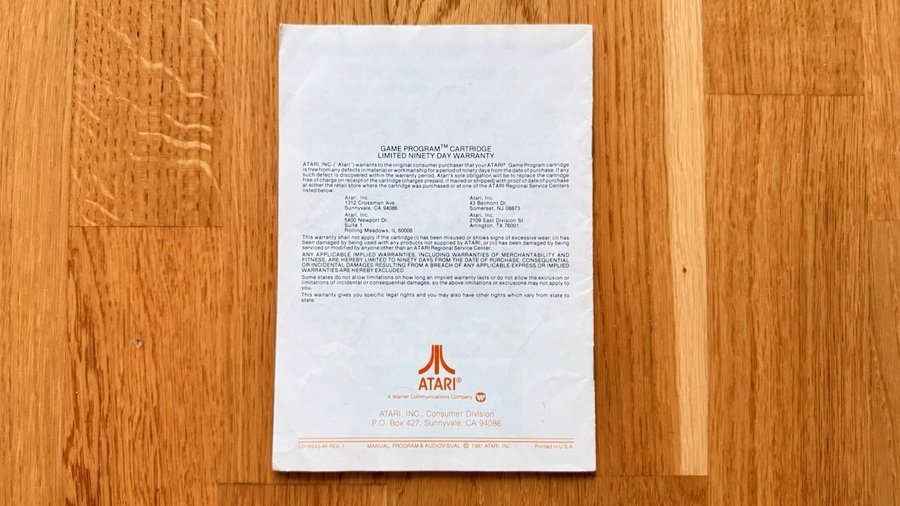 GAME PROGRAM™ CARTRIDGE
LIMITED NINETY DAY WARRANTY
ATARI, INC. ("Atari") warrants to the original consumer purchaser that your ATARI® Game Program cartridge
is free from any defects in material or workmanship for a period of ninety days from the date of purchase. If any
such defect is discovered within the warranty period, Atari's sole obligation will be to replace the cartridge
free of charge on receipt of the cartridge (charges prepaid, if mailed or shipped) with proof of date of purchase
at either the retail store where the cartridge was purchased or at one of the ATARI Regional Service Centers
listed below:
Atari, Inc.
1312 Crossman Ave.
Sunnyvale, CA 94086
Atari, Inc.
43 Belmont Dr.
Somerset, NJ 08873
Atari, Inc.
5400 Newport Dr.
Suite 1
Rolling Meadows, IL 60008
Atari, Inc.
2109 East Division St.
Arlington, TX 76001
This warranty shall not apply if the cartridge (i) has been misused or shows signs of excessive wear, (ii) has
been damaged by being used with any products not supplied by ATARI, or (iii) has been damaged by being
serviced or modified by anyone other than an ATARI Regional Service Center.
ANY APPLICABLE IMPLIED WARRANTIES, INCLUDING WARRANTIES OF MERCHANTABILITY AND
FITNESS, ARE HEREBY LIMITED TO NINETY DAYS FROM THE DATE OF PURCHASE. CONSEQUENTIAL
OR INCIDENTAL DAMAGES RESULTING FROM A BREACH OF ANY APPLICABLE EXPRESS OR IMPLIED
WARRANTIES ARE HEREBY EXCLUDED.
Some states do not allow limitations on how long an implied warranty lasts or do not allow the exclusion or
limitations of incidental or consequential damages, so the above limitations or exclusions may not apply to
you.
This warranty gives you specific legal rights and you may also have other rights which vary from state to
state.
ATARI®
A Warner Communications Company
ATARI, INC., Consumer Division
P.O. Box 427, Sunnyvale, CA 94086
C018943-46 REV. 1 MANUAL, PROGRAM & AUDIOVISUAL © 1981 ATARI, INC. Printed in U.S.A.